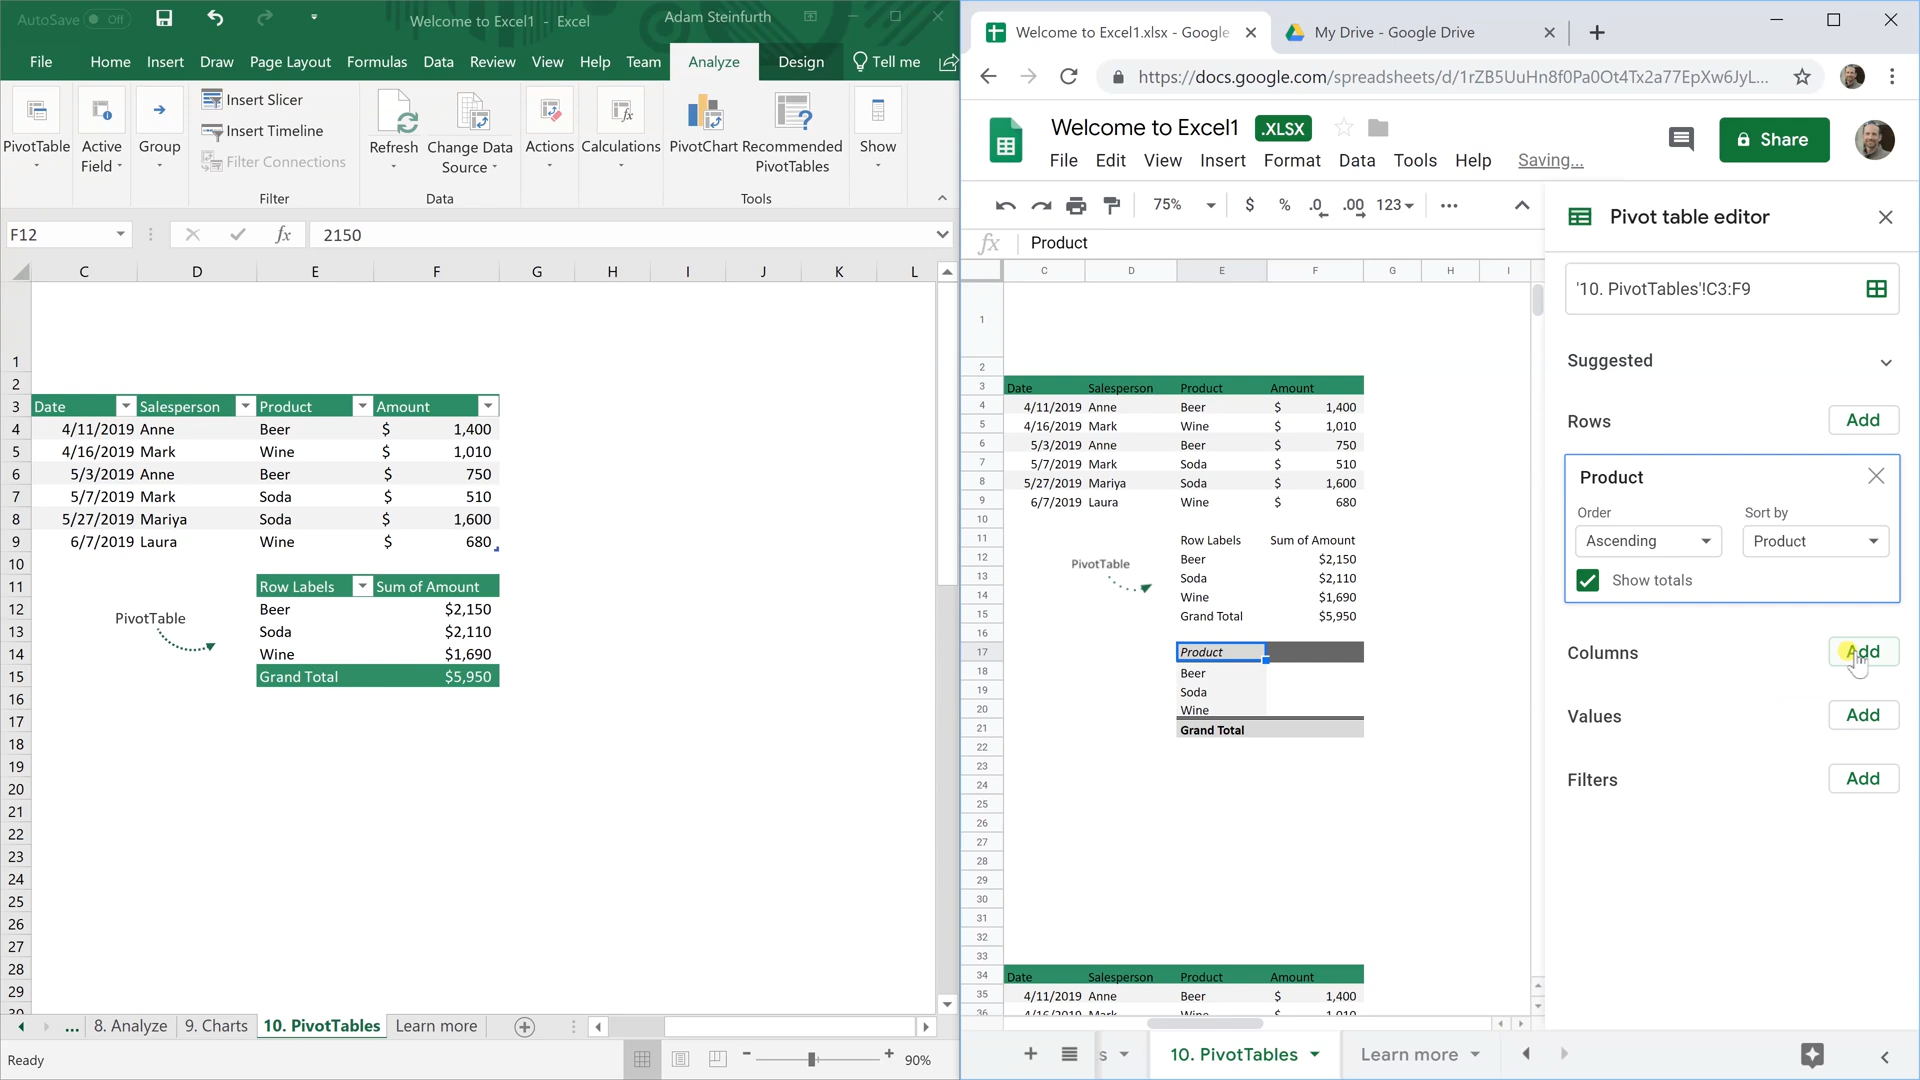 AutoSave Off
Welcome to Excel1 - Excel
Adam Steinfurth
File Home Insert Draw Page Layout Formulas Data Review View Help Team Analyze Design Tell me
PivotTable
Active Field
Group
Insert Slicer
Insert Timeline
Filter Connections
Filter
Refresh
Change Data Source
Data
Actions
Calculations
PivotChart
Recommended PivotTables
Tools
Show
F12
fx
2150
C D E F G H I J K L
1
2
3 Date Salesperson Product Amount
4 4/11/2019 Anne Beer $ 1,400
5 4/16/2019 Mark Wine $ 1,010
6 5/3/2019 Anne Beer $ 750
7 5/7/2019 Mark Soda $ 510
8 5/27/2019 Mariya Soda $ 1,600
9 6/7/2019 Laura Wine $ 680
10
11 Row Labels Sum of Amount
12 Beer $2,150
PivotTable
13 Soda $2,110
14 Wine $1,690
15 Grand Total $5,950
16
17
18
19
20
21
22
23
24
25
26
27
28
29
... 8. Analyze 9. Charts 10. PivotTables Learn more
Ready
90%
Welcome to Excel1.xlsx - Google
My Drive - Google Drive
https://docs.google.com/spreadsheets/d/1rZB5UuHn8f0Pa0Ot4Tx2a77EpXw6JyL...
Welcome to Excel1 .XLSX
Share
File Edit View Insert Format Data Tools Help Saving...
75% $ % .0 .00 123
fx Product
C D E F G H I
1
2
3 Date Salesperson Product Amount
4 4/11/2019 Anne Beer $ 1,400
5 4/16/2019 Mark Wine $ 1,010
6 5/3/2019 Anne Beer $ 750
7 5/7/2019 Mark Soda $ 510
8 5/27/2019 Mariya Soda $ 1,600
9 6/7/2019 Laura Wine $ 680
10
11 Row Labels Sum of Amount
12 Beer $2,150
PivotTable
13 Soda $2,110
14 Wine $1,690
15 Grand Total $5,950
16
17 Product
18 Beer
19 Soda
20 Wine
21 Grand Total
22
23
24
25
26
27
28
29
30
31
32
33
34 Date Salesperson Product Amount
35 4/11/2019 Anne Beer $ 1,400
10. PivotTables Learn more
Pivot table editor
'10. PivotTables'!C3:F9
Suggested
Rows Add
Product
Order Sort by
Ascending Product
Show totals
Columns Add
Values Add
Filters Add